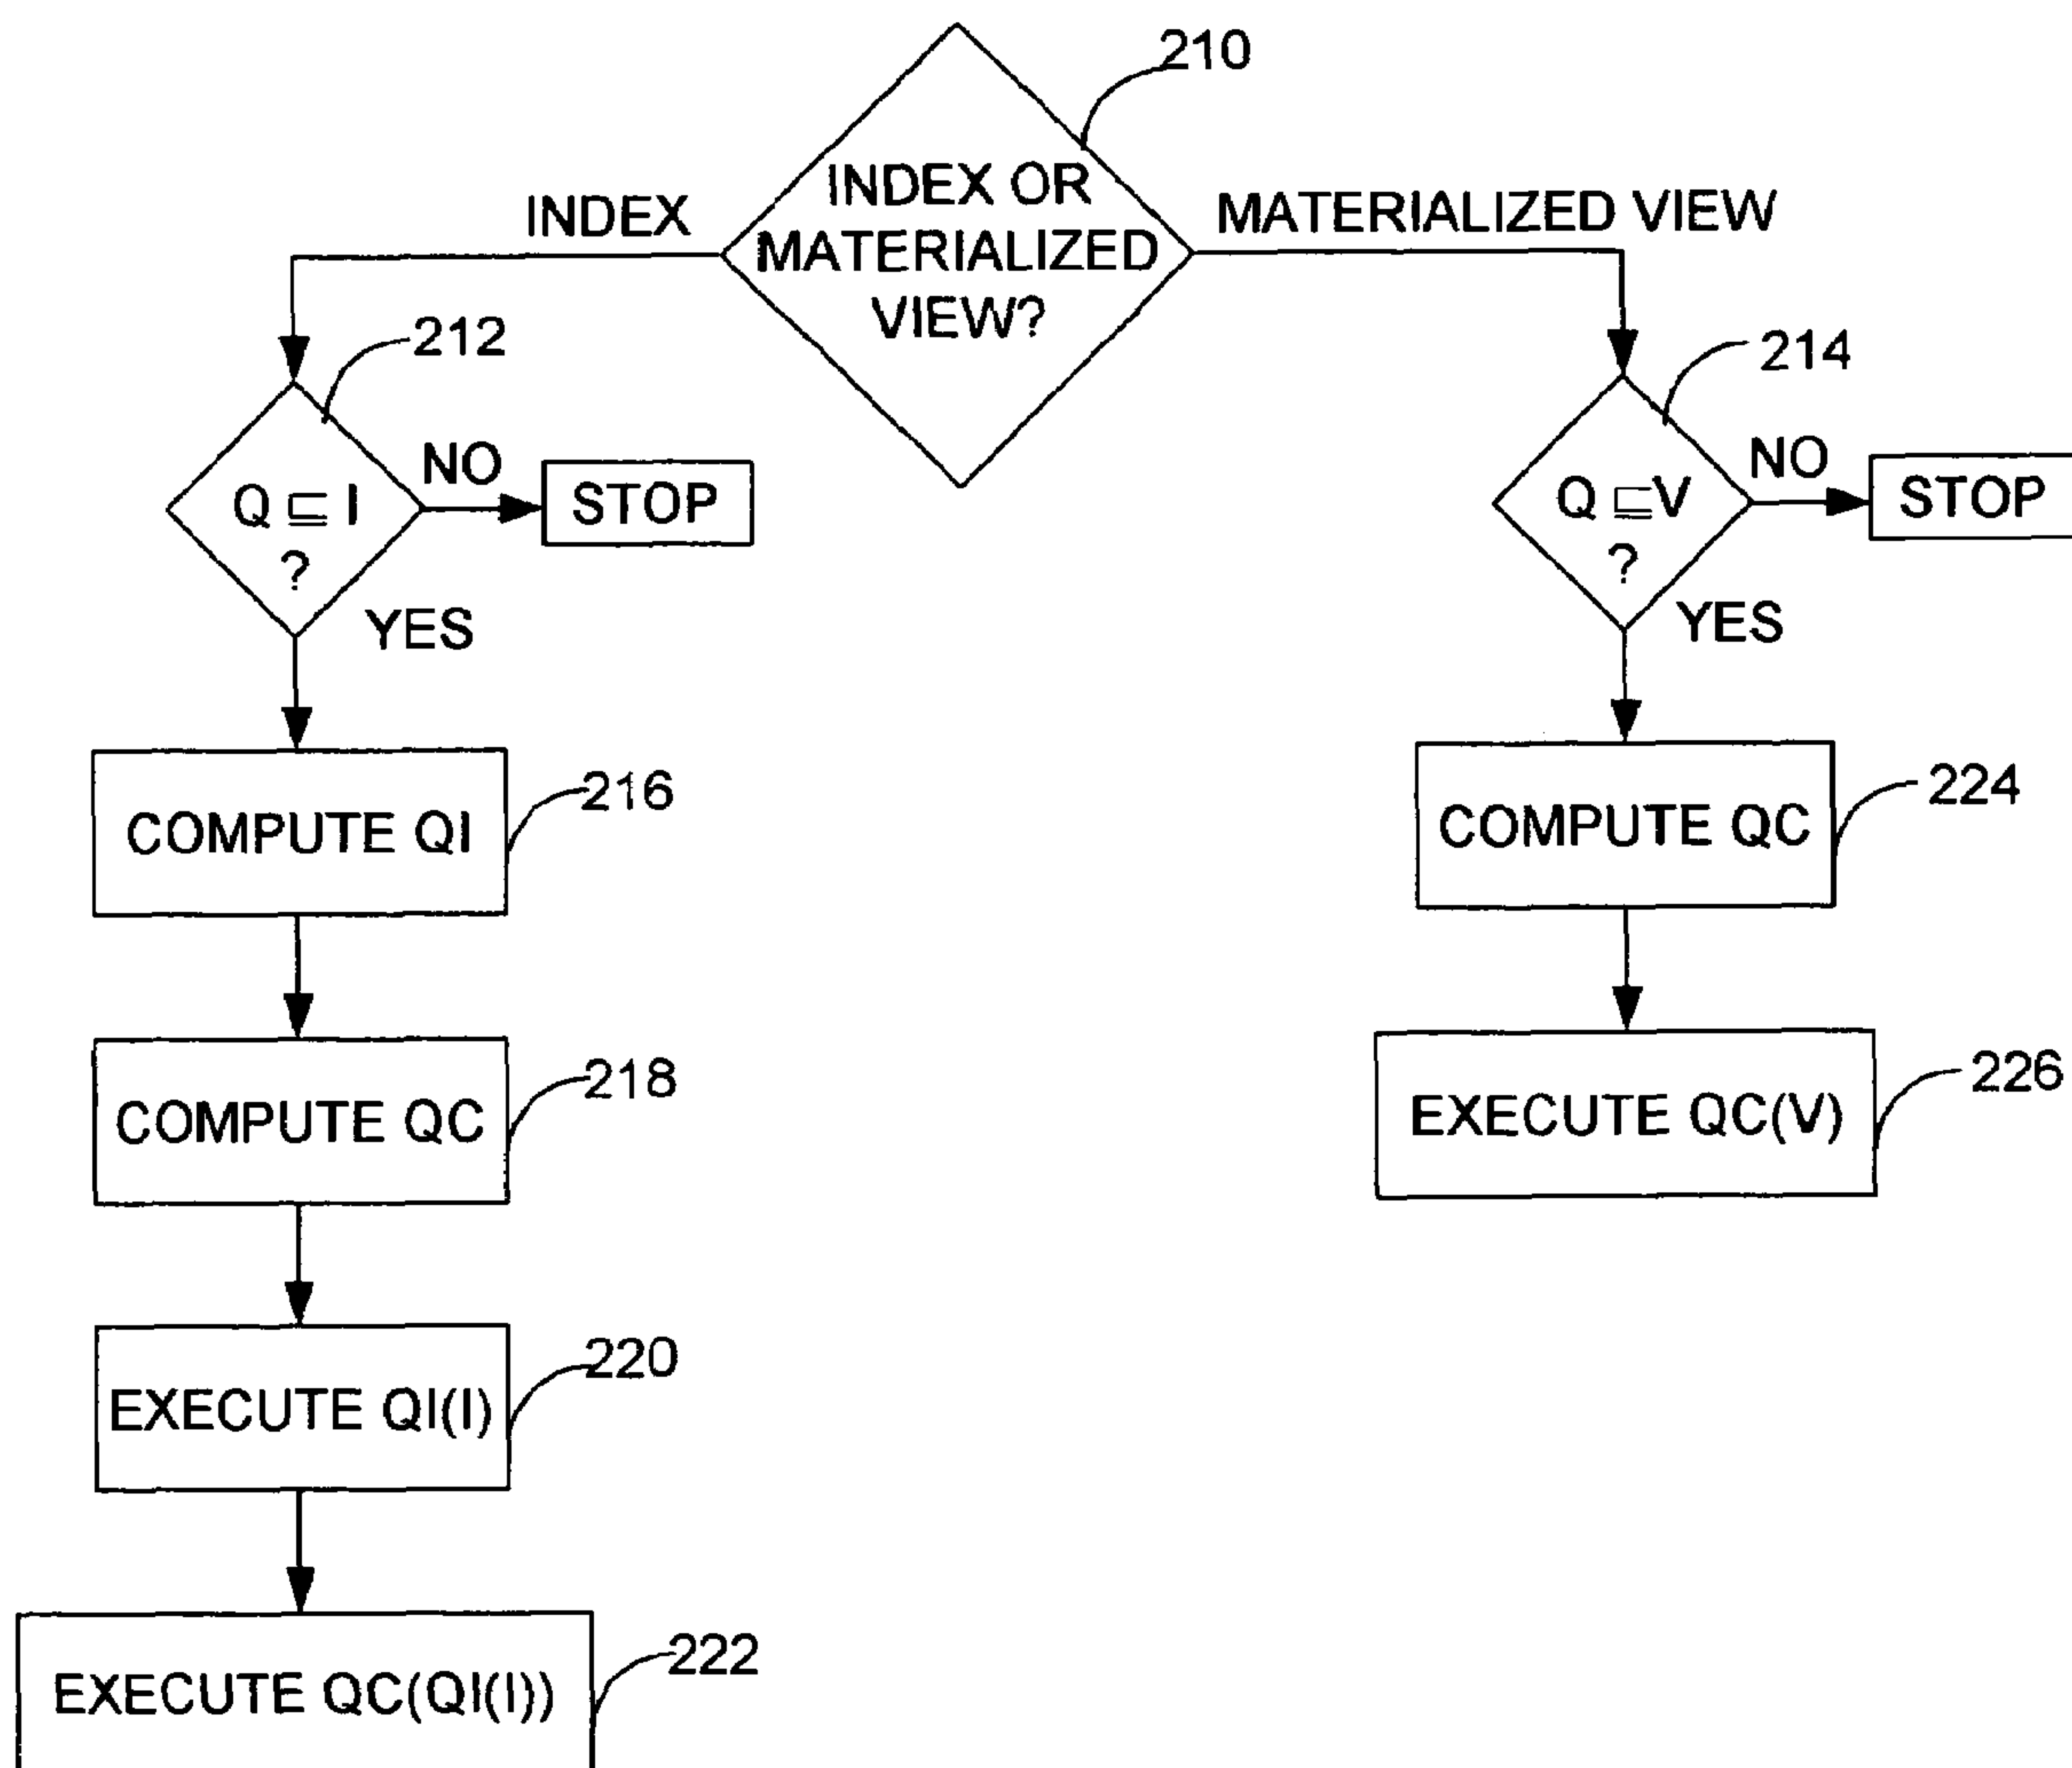 210
INDEX OR
MATERIALIZED
VIEW?
INDEX
MATERIALIZED VIEW
212
Q ⊑ I
?
NO
STOP
YES
214
Q ⊑ V
?
NO
STOP
YES
COMPUTE QI
216
COMPUTE QC
224
COMPUTE QC
218
EXECUTE QC(V)
226
EXECUTE QI(I)
220
EXECUTE QC(QI(I))
222